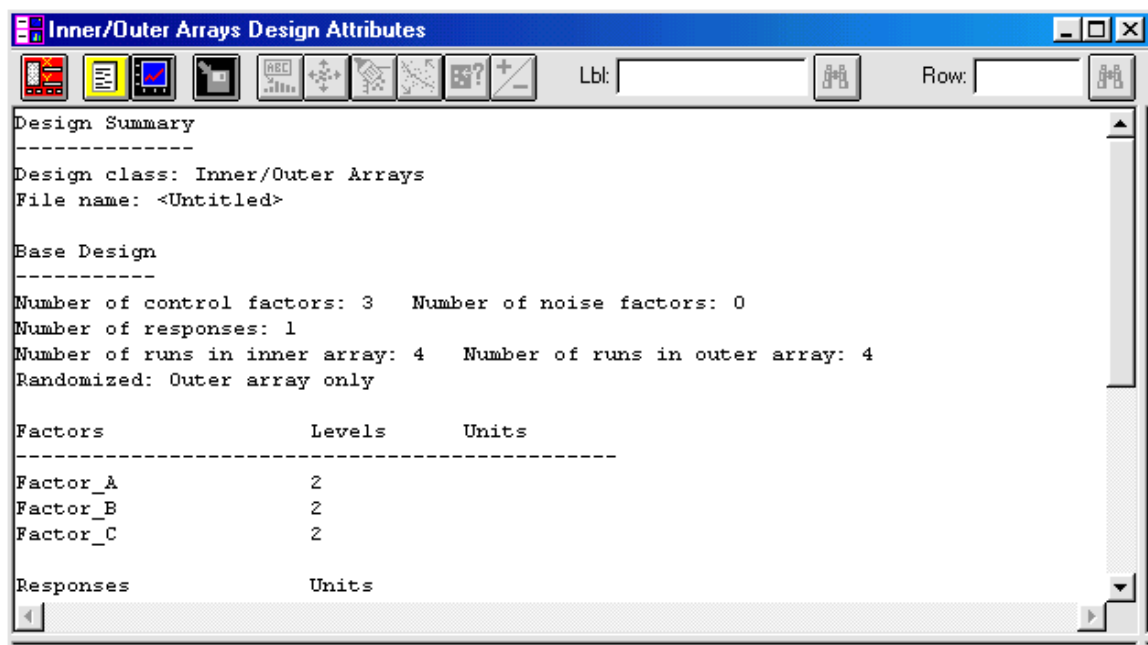 Inner/Outer Arrays Design Attributes
ABC Lbl: Row:
Design Summary
--------------
Design class: Inner/Outer Arrays
File name: <Untitled>
Base Design
-----------
Number of control factors: 3   Number of noise factors: 0
Number of responses: 1
Number of runs in inner array: 4   Number of runs in outer array: 4
Randomized: Outer array only
Factors                 Levels      Units
-----------------------------------------------
Factor_A                2
Factor_B                2
Factor_C                2
Responses               Units